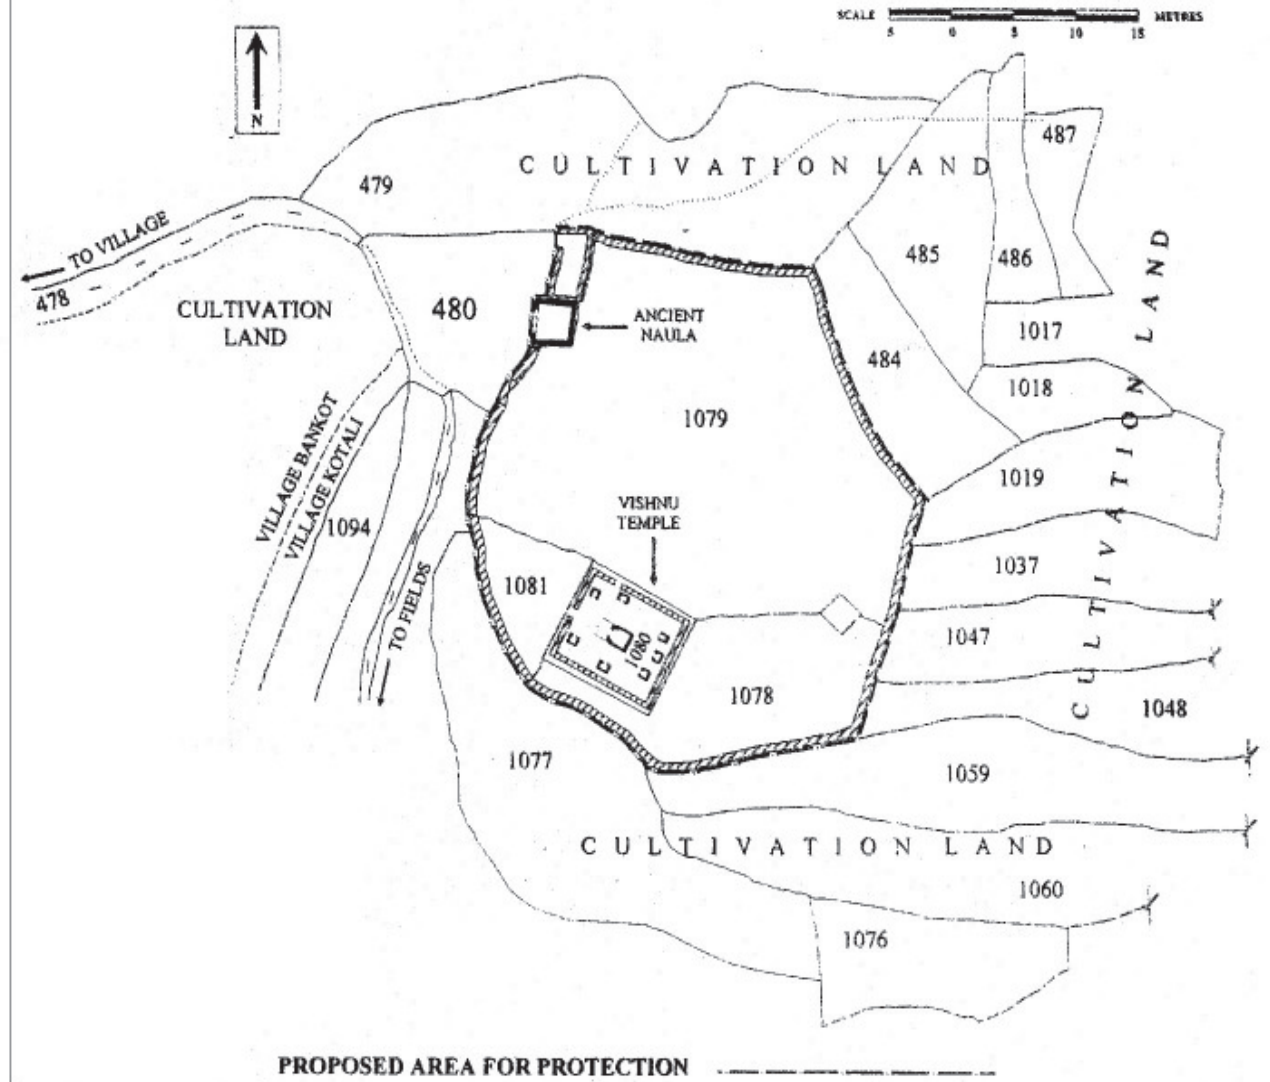 SCALE METRES
5 0 5 10 15
N
487
CULTIVATION LAND
479
TO VILLAGE
485
486
478
CULTIVATION
LAND
480
ANCIENT
NAULA
1017
484
1018
1079
CULTIVATION LAND
VILLAGE BANKOT
VILLAGE KOTALI
1019
VISHNU
TEMPLE
1094
1037
1081
TO FIELDS
1047
1080
1078
1048
1077
1059
CULTIVATION LAND
1060
1076
PROPOSED AREA FOR PROTECTION